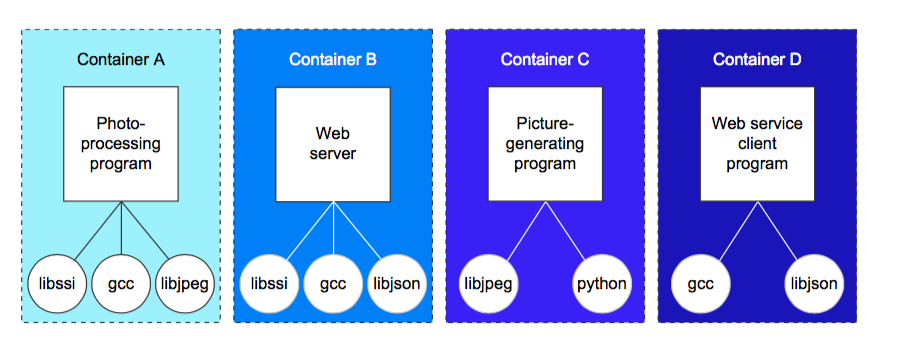 Container A
Photo-
processing
program
libssi
gcc
libjpeg
Container B
Web
server
libssi
gcc
libjson
Container C
Picture-
generating
program
libjpeg
python
Container D
Web service
client
program
gcc
libjson